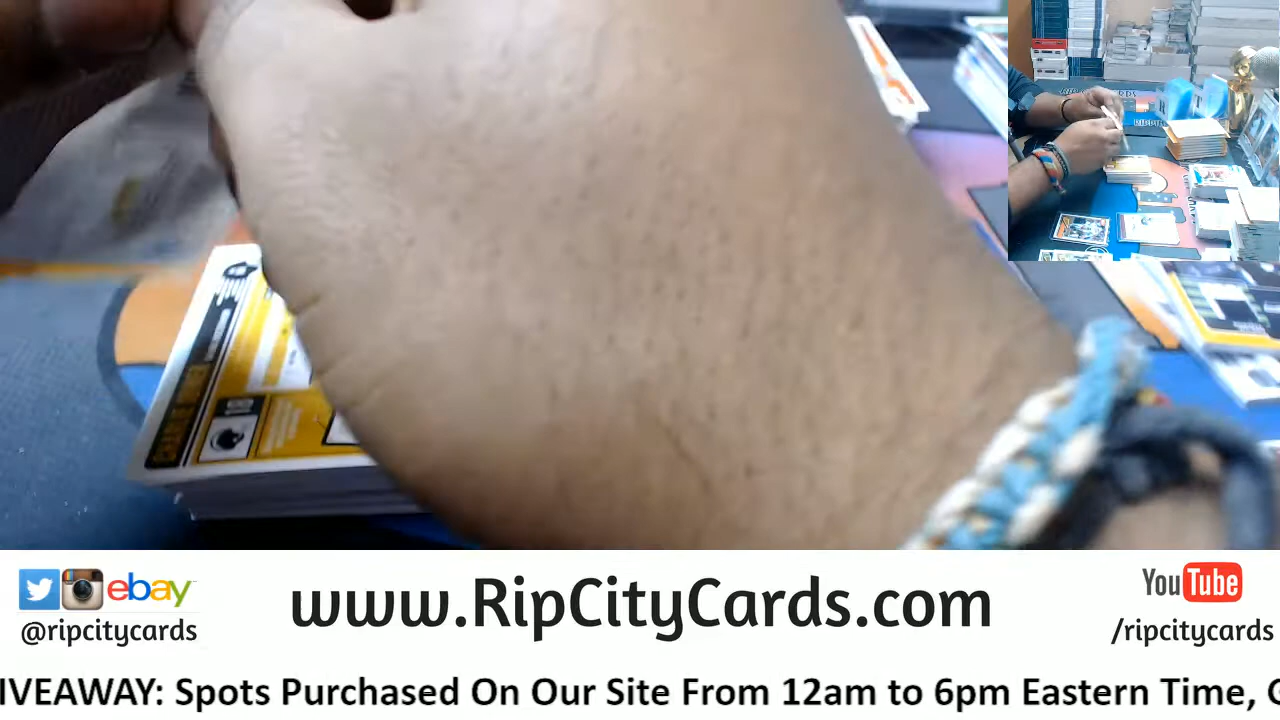 ebay
@ripcitycards
www.RipCityCards.com
YouTube
/ripcitycards
IVEAWAY: Spots Purchased On Our Site From 12am to 6pm Eastern Time, G